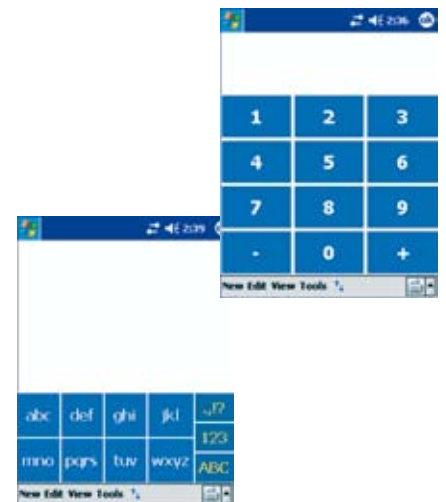 2:36 ok
1 2 3
4 5 6
7 8 9
- 0 +
New Edit View Tools
2:39
abc def ghi jkl .,!?
123
mno pqrs tuv wxyz ABC
New Edit View Tools